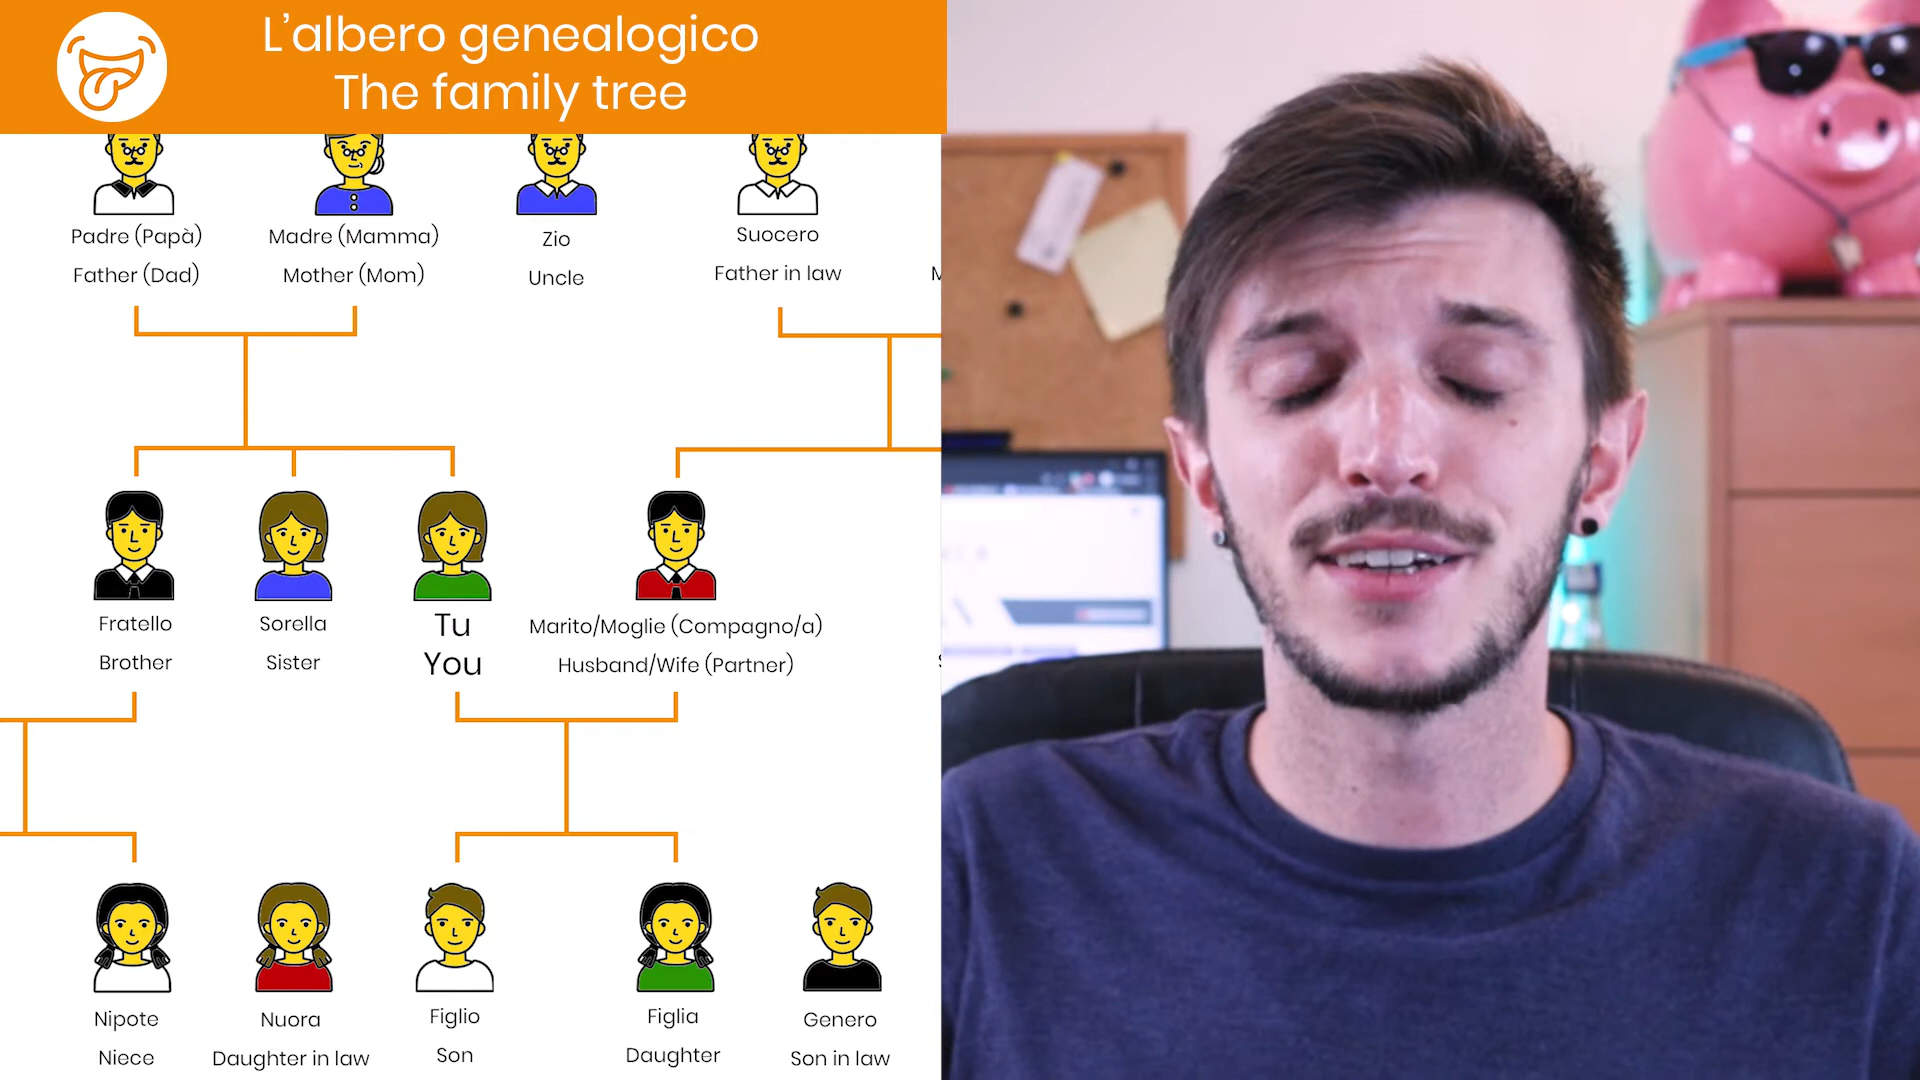 L'albero genealogico
The family tree
Padre (Papà)
Father (Dad)
Madre (Mamma)
Mother (Mom)
Zio
Uncle
Suocero
Father in law
Fratello
Brother
Sorella
Sister
Tu
You
Marito/Moglie (Compagno/a)
Husband/Wife (Partner)
Nipote
Niece
Nuora
Daughter in law
Figlio
Son
Figlia
Daughter
Genero
Son in law